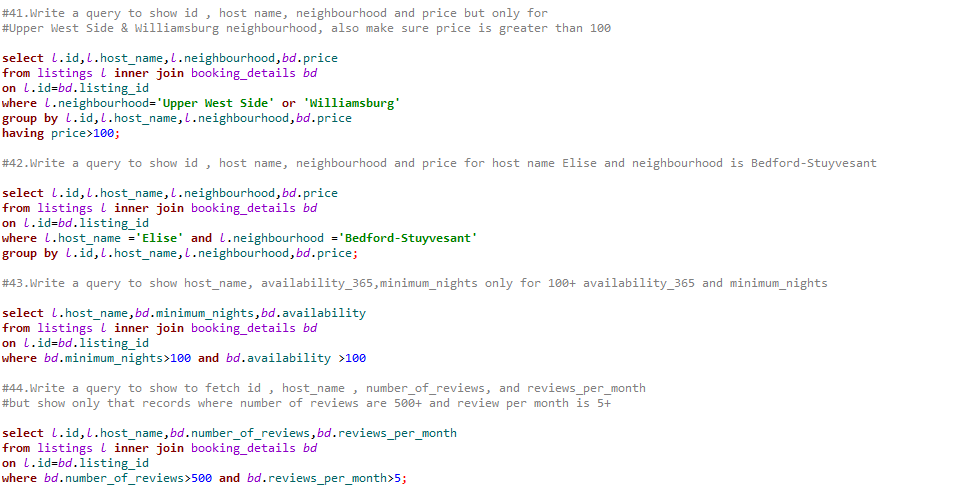 #41.Write a query to show id , host name, neighbourhood and price but only for
#Upper West Side & Williamsburg neighbourhood, also make sure price is greater than 100
select l.id,l.host_name,l.neighbourhood,bd.price
from listings l inner join booking_details bd
on l.id=bd.listing_id
where l.neighbourhood='Upper West Side' or 'Williamsburg'
group by l.id,l.host_name,l.neighbourhood,bd.price
having price>100;
#42.Write a query to show id , host name, neighbourhood and price for host name Elise and neighbourhood is Bedford-Stuyvesant
select l.id,l.host_name,l.neighbourhood,bd.price
from listings l inner join booking_details bd
on l.id=bd.listing_id
where l.host_name ='Elise' and l.neighbourhood ='Bedford-Stuyvesant'
group by l.id,l.host_name,l.neighbourhood,bd.price;
#43.Write a query to show host_name, availability_365,minimum_nights only for 100+ availability_365 and minimum_nights
select l.host_name,bd.minimum_nights,bd.availability
from listings l inner join booking_details bd
on l.id=bd.listing_id
where bd.minimum_nights>100 and bd.availability >100
#44.Write a query to show to fetch id , host_name , number_of_reviews, and reviews_per_month
#but show only that records where number of reviews are 500+ and review per month is 5+
select l.id,l.host_name,bd.number_of_reviews,bd.reviews_per_month
from listings l inner join booking_details bd
on l.id=bd.listing_id
where bd.number_of_reviews>500 and bd.reviews_per_month>5;